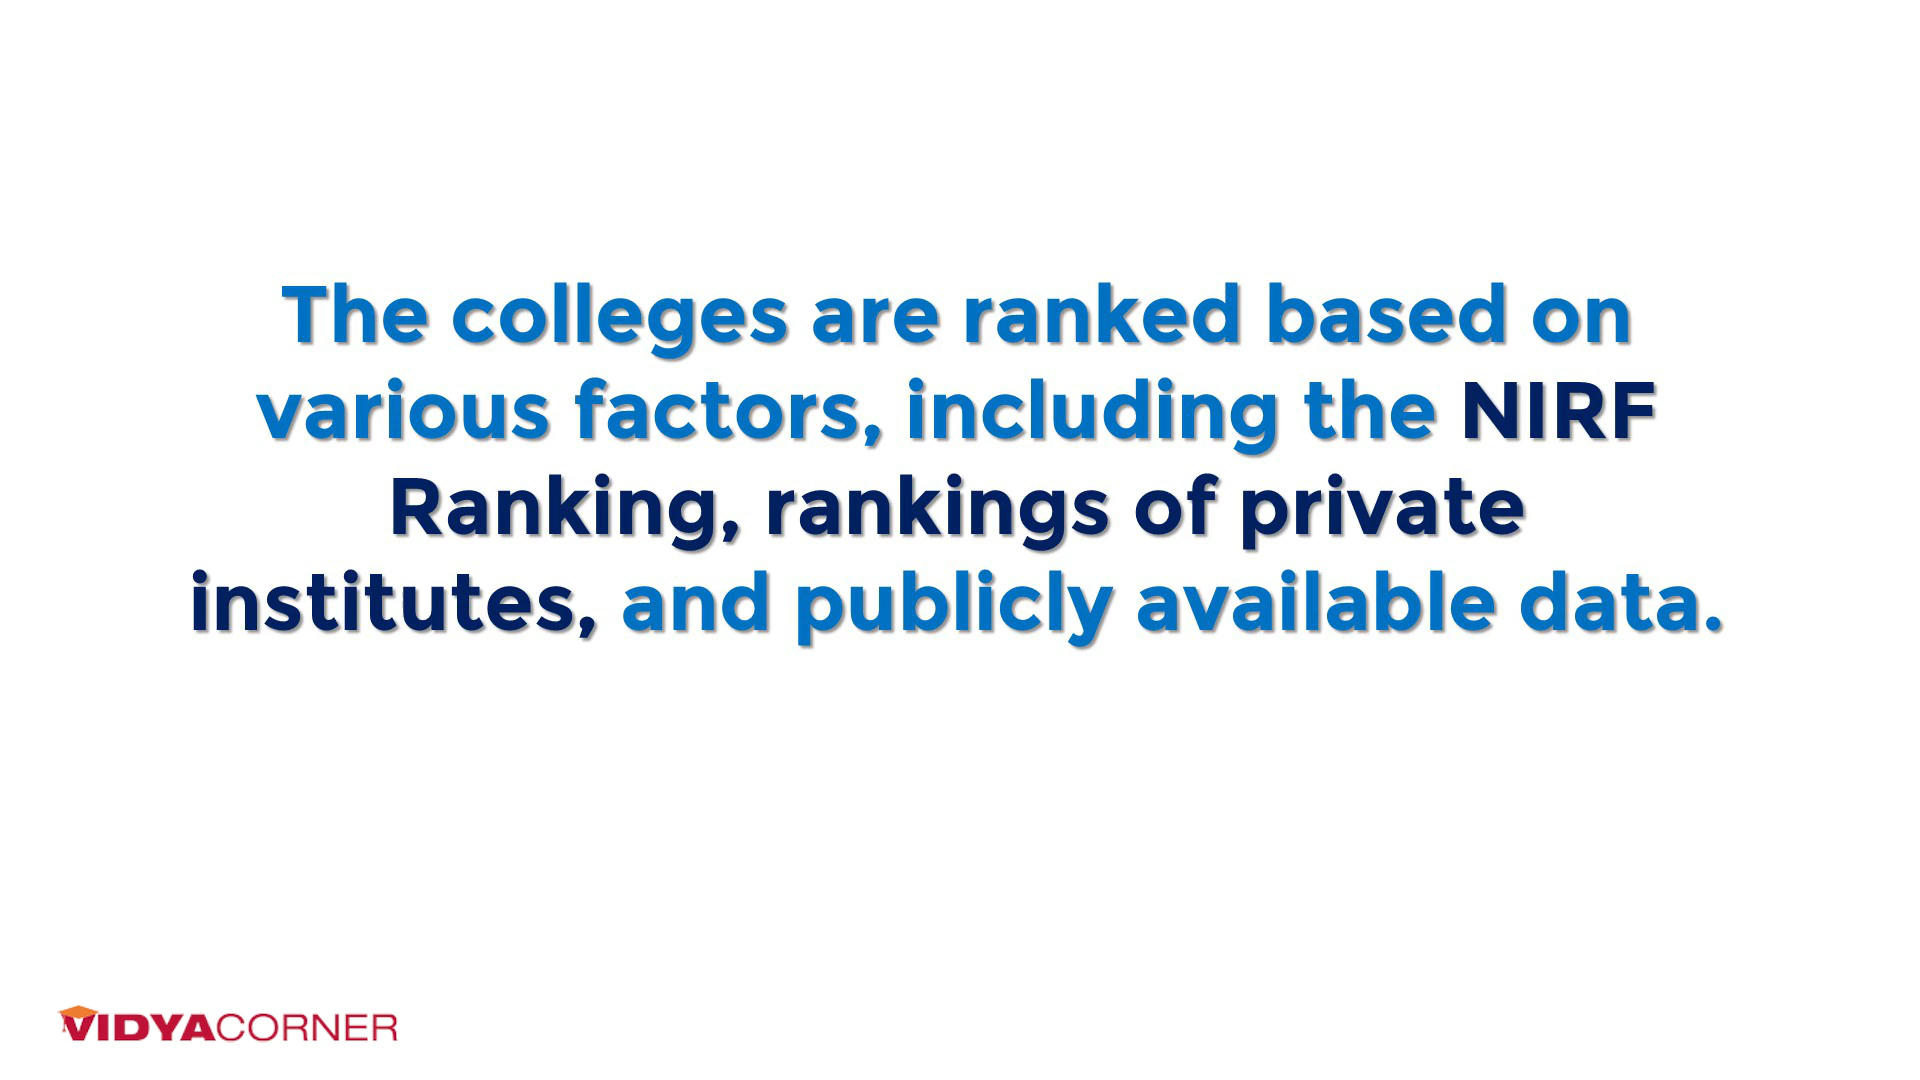 The colleges are ranked based on
various factors, including the NIRF
Ranking, rankings of private
institutes, and publicly available data.
VIDYACORNER